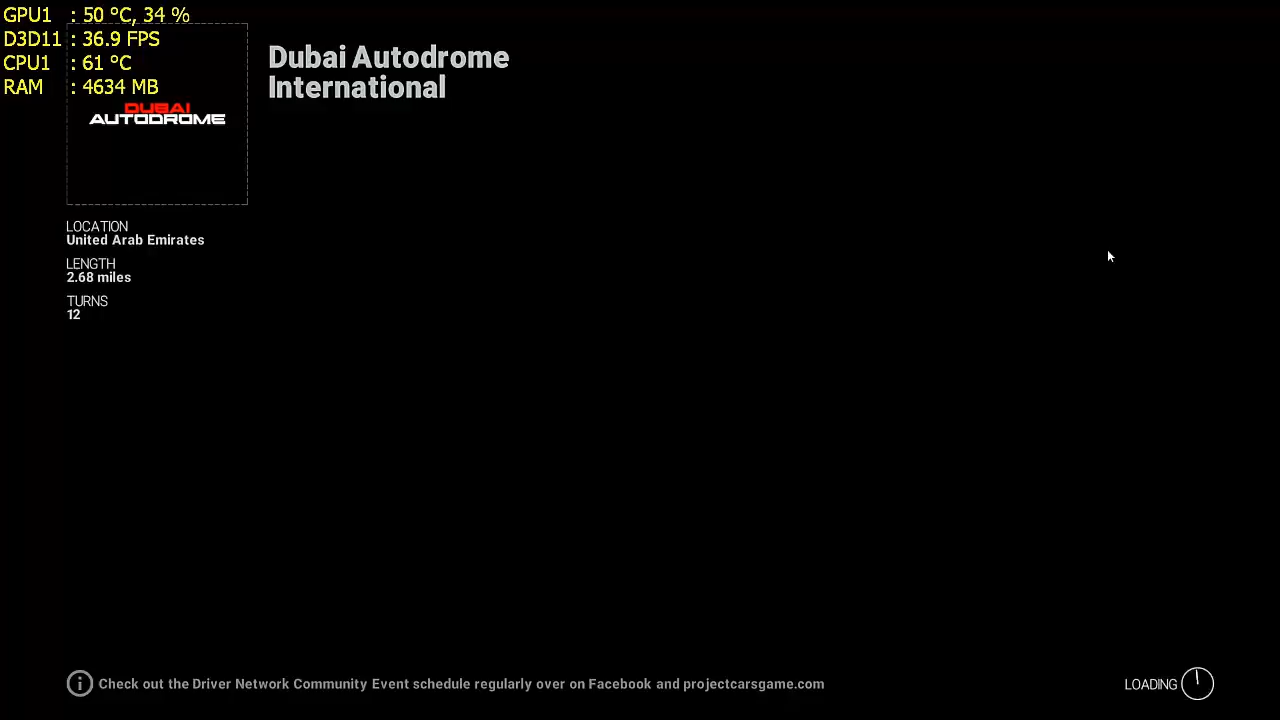 GPU1 : 50 °C, 34 %
D3D11 : 36.9 FPS
CPU1 : 61 °C
RAM : 4634 MB
DUBAI
AUTODROME
Dubai Autodrome
International
LOCATION
United Arab Emirates
LENGTH
2.68 miles
TURNS
12
Check out the Driver Network Community Event schedule regularly over on Facebook and projectcarsgame.com
LOADING